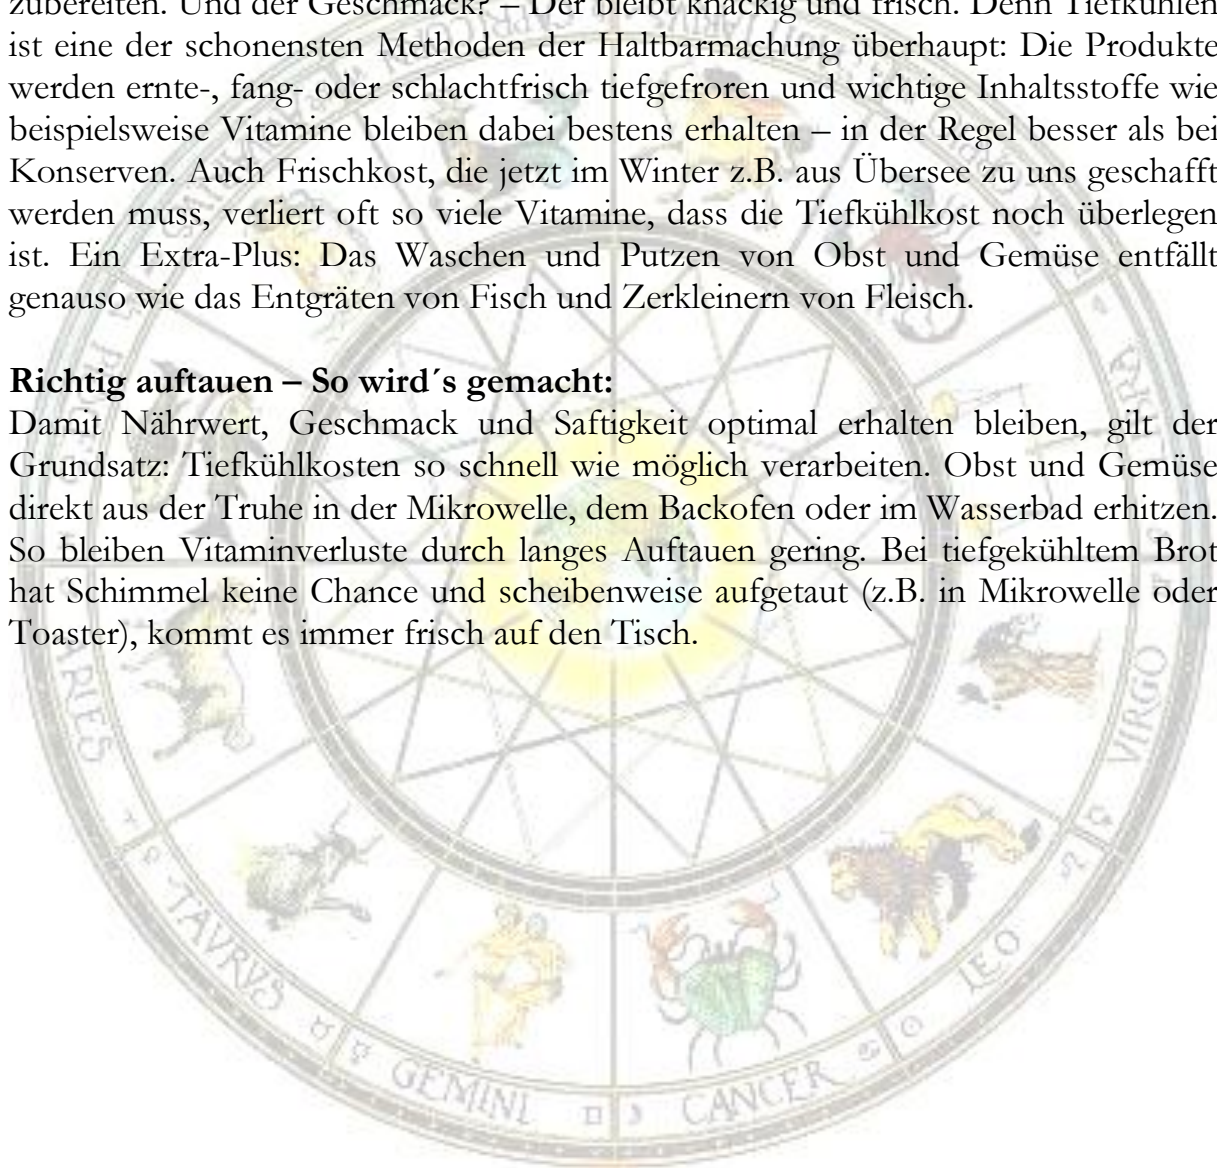 zubereiten. Und der Geschmack? – Der bleibt knackig und frisch. Denn Tiefkühlen
ist eine der schonensten Methoden der Haltbarmachung überhaupt: Die Produkte
werden ernte-, fang- oder schlachtfrisch tiefgefroren und wichtige Inhaltsstoffe wie
beispielsweise Vitamine bleiben dabei bestens erhalten – in der Regel besser als bei
Konserven. Auch Frischkost, die jetzt im Winter z.B. aus Übersee zu uns geschafft
werden muss, verliert oft so viele Vitamine, dass die Tiefkühlkost noch überlegen
ist. Ein Extra-Plus: Das Waschen und Putzen von Obst und Gemüse entfällt
genauso wie das Entgräten von Fisch und Zerkleinern von Fleisch.
Richtig auftauen – So wird´s gemacht:
Damit Nährwert, Geschmack und Saftigkeit optimal erhalten bleiben, gilt der
Grundsatz: Tiefkühlkosten so schnell wie möglich verarbeiten. Obst und Gemüse
direkt aus der Truhe in der Mikrowelle, dem Backofen oder im Wasserbad erhitzen.
So bleiben Vitaminverluste durch langes Auftauen gering. Bei tiefgekühltem Brot
hat Schimmel keine Chance und scheibenweise aufgetaut (z.B. in Mikrowelle oder
Toaster), kommt es immer frisch auf den Tisch.
VIRGO
TAVRVS
LEO
GEMINI
CANCER